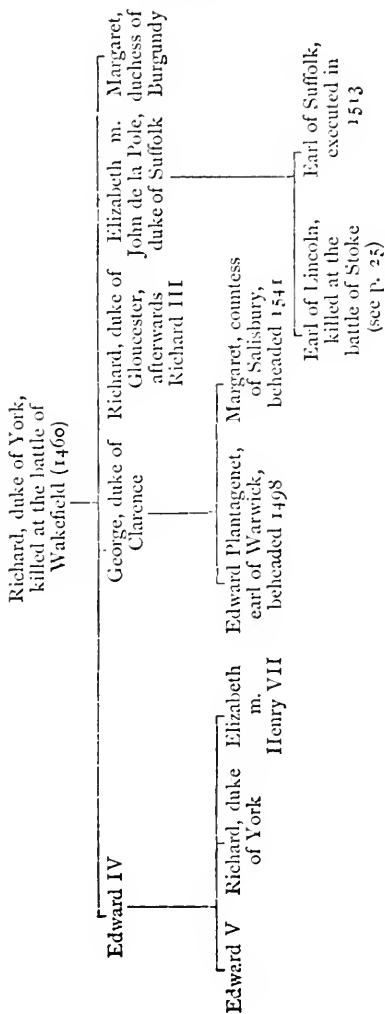 Richard, duke of York,
killed at the battle of
Wakefield (1460)
Edward IV
George, duke of
Clarence
Richard, duke of
Gloucester,
afterwards
Richard III
Elizabeth m.
John de la Pole,
duke of Suffolk
Margaret,
duchess of
Burgundy
Edward V
Richard, duke
of York
Elizabeth
m.
Henry VII
Edward Plantagenet,
earl of Warwick,
beheaded 1498
Margaret, countess
of Salisbury,
beheaded 1541
Earl of Lincoln,
killed at the
battle of Stoke
(see p. 25)
Earl of Suffolk,
executed in
1513